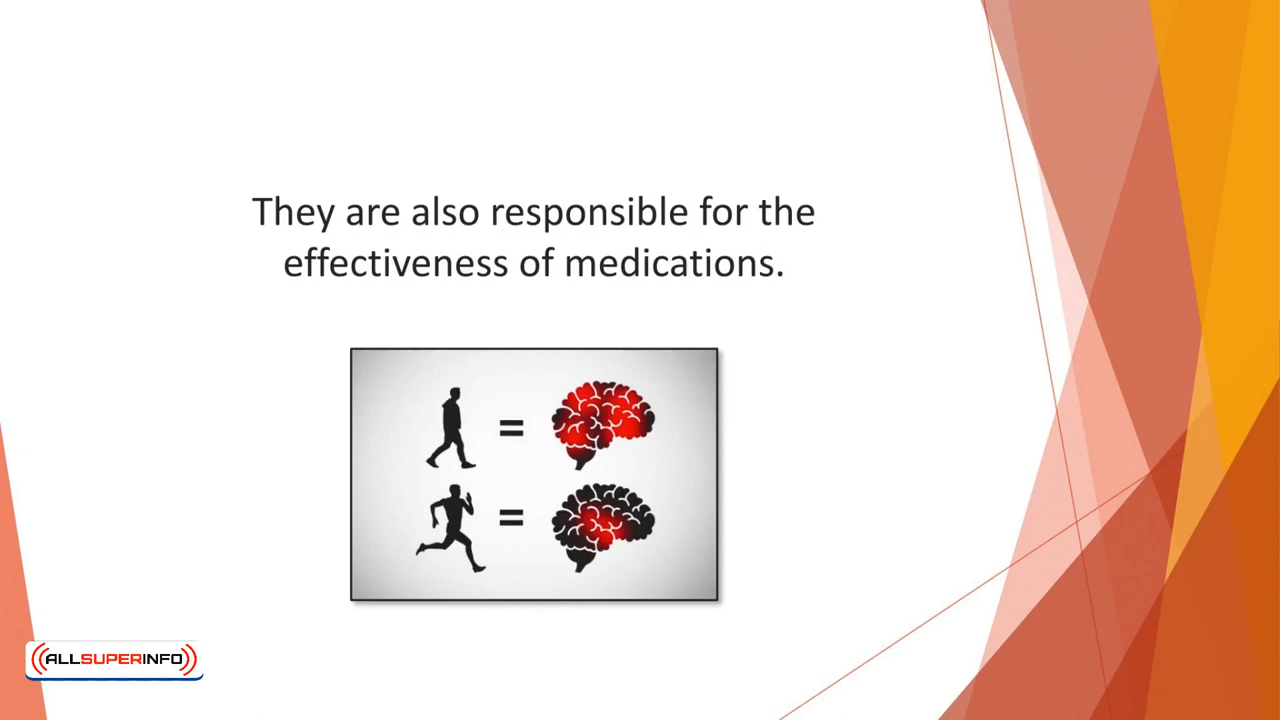 They are also responsible for the
effectiveness of medications.
=
=
ALLSUPERINFO